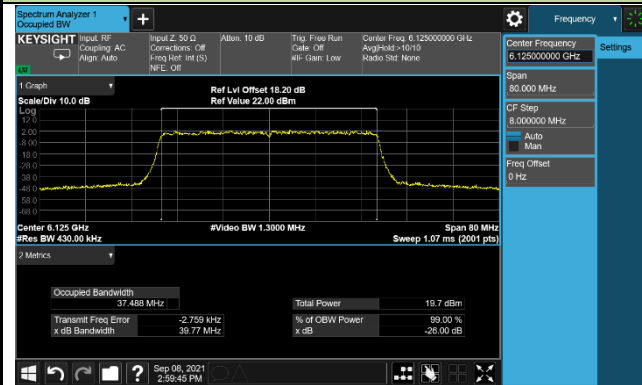 Spectrum Analyzer 1
Occupied BW
+
Frequency
KEYSIGHT
Input: RF
Coupling: AC
Align: Auto
Input Z: 50 Ω
Corrections: Off
Freq Ref: Int (S)
NFE: Off
Atten: 10 dB
Trig: Free Run
Gate: Off
#IF Gain: Low
Center Freq: 6.125000000 GHz
Avg|Hold:>10/10
Radio Std: None
Center Frequency
6.125000000 GHz
Settings
Span
80.000 MHz
CF Step
8.000000 MHz
Auto
Man
Freq Offset
0 Hz
1 Graph
Scale/Div 10.0 dB
Ref Lvl Offset 18.20 dB
Ref Value 22.00 dBm
Log
12.0
2.00
-8.00
-18.0
-28.0
-38.0
-48.0
-58.0
-68.0
Center 6.125 GHz
#Video BW 1.3000 MHz
Span 80 MHz
#Res BW 430.00 kHz
Sweep 1.07 ms (2001 pts)
2 Metrics
Occupied Bandwidth
37.488 MHz
Total Power
19.7 dBm
Transmit Freq Error
-2.759 kHz
% of OBW Power
99.00 %
x dB Bandwidth
39.77 MHz
x dB
-26.00 dB
?
Sep 08, 2021
2:59:45 PM